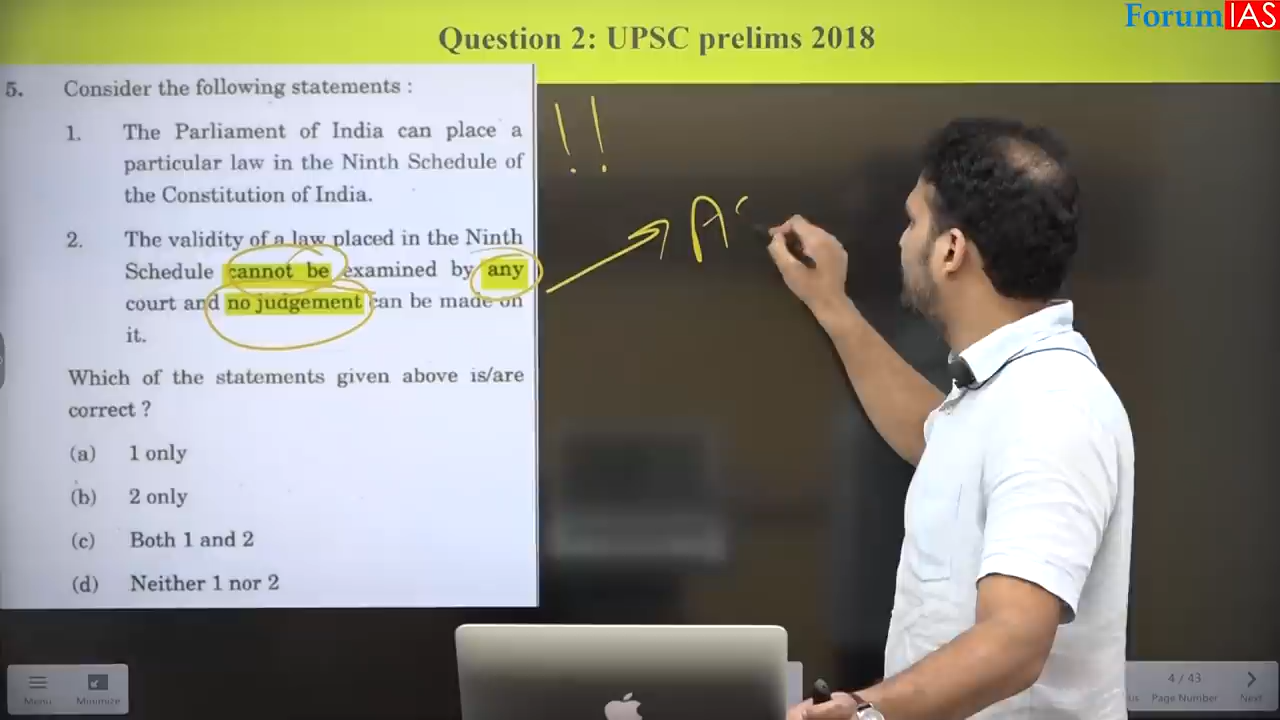 ForumIAS
Question 2: UPSC prelims 2018
5. Consider the following statements :
1. The Parliament of India can place a
particular law in the Ninth Schedule of
the Constitution of India.
2. The validity of a law placed in the Ninth
Schedule cannot be examined by any
court and no judgement can be made on
it.
Which of the statements given above is/are
correct ?
(a) 1 only
(b) 2 only
(c) Both 1 and 2
(d) Neither 1 nor 2
!!
Menu
Minimize
4 / 43
Page Number
Next